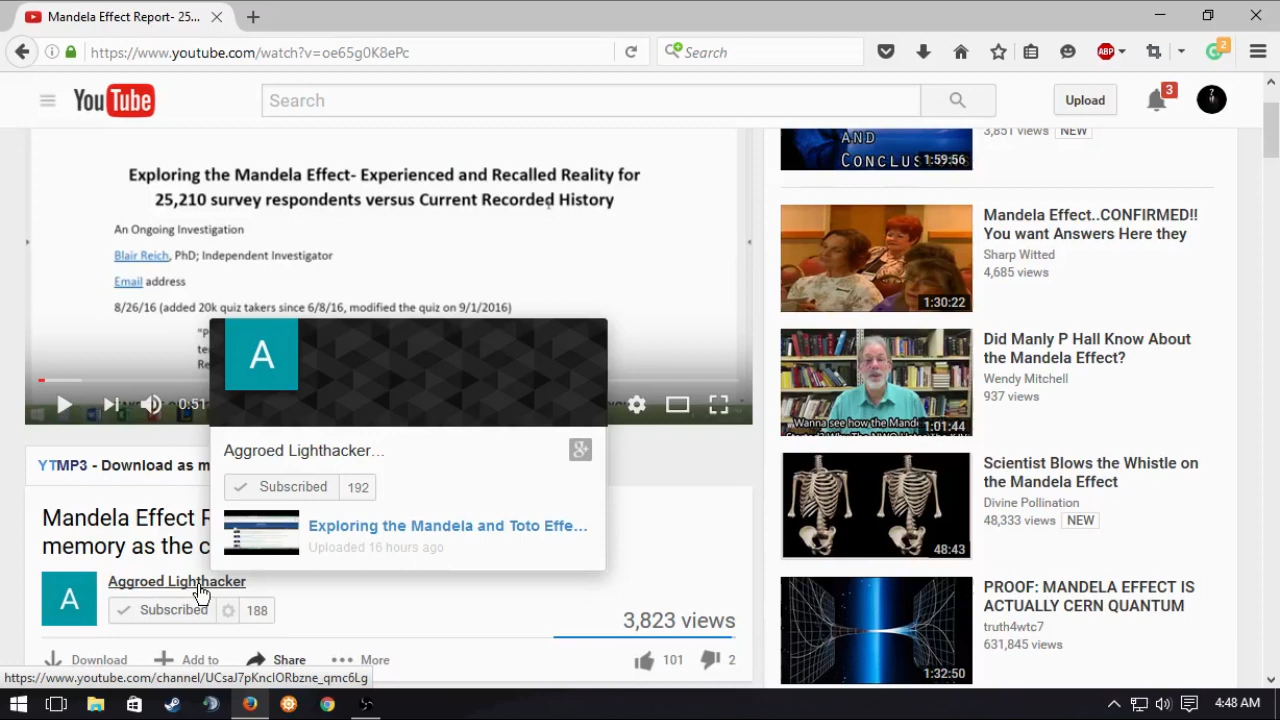 Mandela Effect Report- 25...
https://www.youtube.com/watch?v=oe65g0K8ePc
Search
ABP
2
YouTube
Search
Upload
3
Exploring the Mandela Effect- Experienced and Recalled Reality for
25,210 survey respondents versus Current Recorded History
An Ongoing Investigation
Blair Reich, PhD; Independent Investigator
Email address
8/26/16 (added 20k quiz takers since 6/8/16, modified the quiz on 9/1/2016)
0:51
A
Aggroed Lighthacker...
Subscribed 192
Exploring the Mandela and Toto Effe...
Uploaded 16 hours ago
YTMP3 - Download as m
Mandela Effect R
memory as the c
A
Aggroed Lighthacker
Subscribed 188
3,823 views
Download Add to Share More
101 2
AND
CONCLUS
1:59:56
3,851 views NEW
1:30:22
Mandela Effect..CONFIRMED!!
You want Answers Here they
Sharp Witted
4,685 views
Wanna see how the Mande
1:01:44
Did Manly P Hall Know About
the Mandela Effect?
Wendy Mitchell
937 views
48:43
Scientist Blows the Whistle on
the Mandela Effect
Divine Pollination
48,333 views NEW
1:32:50
PROOF: MANDELA EFFECT IS
ACTUALLY CERN QUANTUM
truth4wtc7
631,845 views
4:48 AM